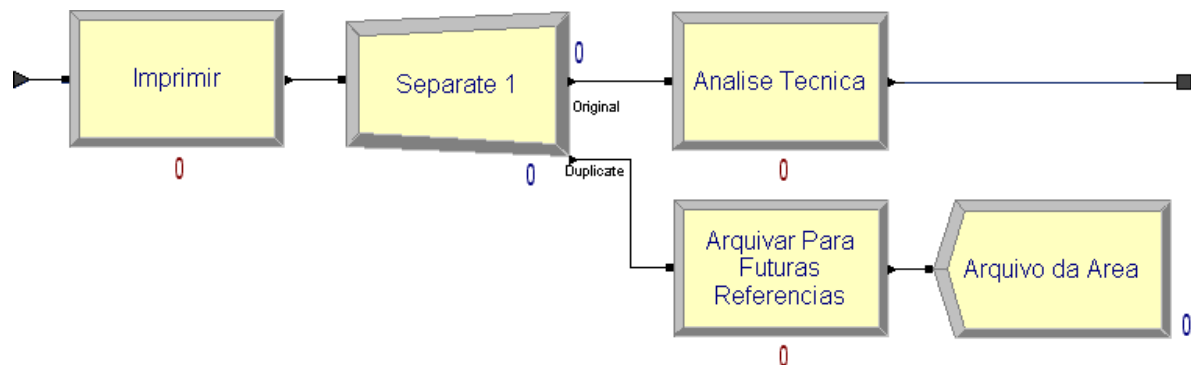 0
Imprimir
Separate 1
Analise Tecnica
Original
0
0
Duplicate
0
Arquivar Para
Futuras
Referencias
Arquivo da Area
0
0